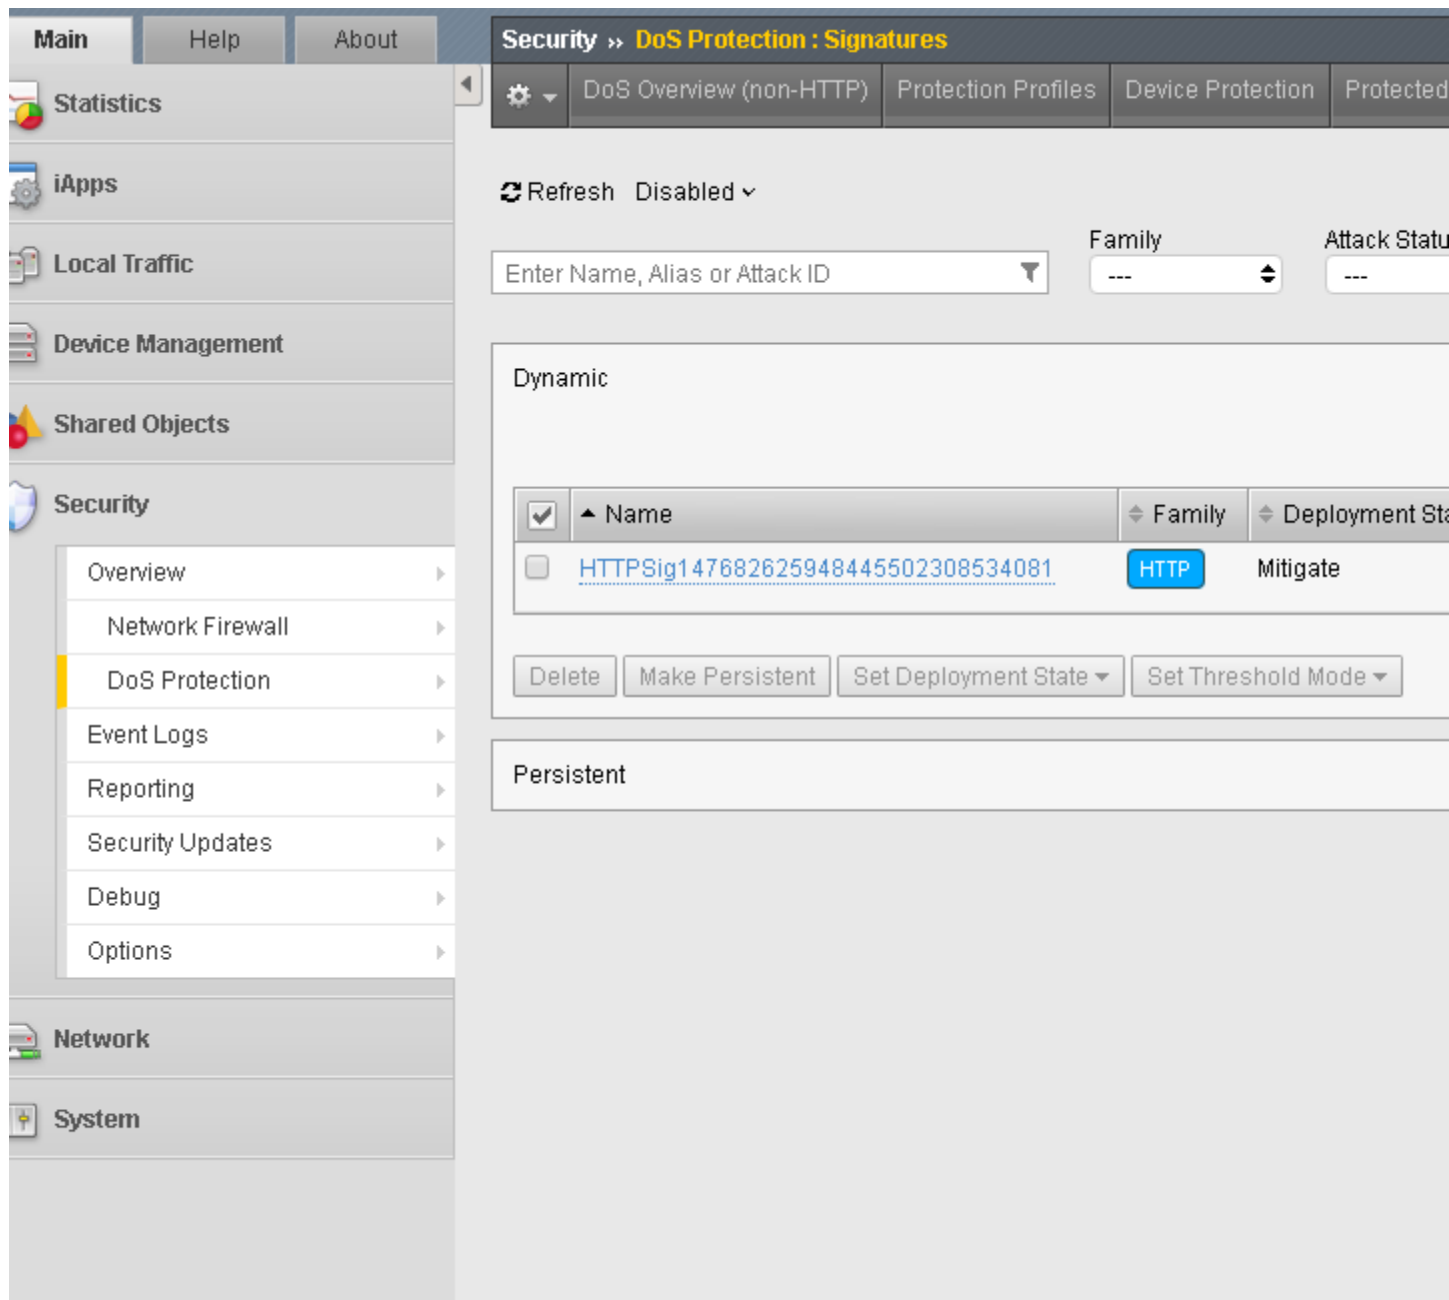 Main Help About
Security » DoS Protection : Signatures
DoS Overview (non-HTTP) Protection Profiles Device Protection Protected
Statistics
iApps
Local Traffic
Device Management
Shared Objects
Security
Overview
Network Firewall
DoS Protection
Event Logs
Reporting
Security Updates
Debug
Options
Network
System
Refresh Disabled
Family Attack Statu
Enter Name, Alias or Attack ID --- ---
Dynamic
Name Family Deployment Sta
HTTPSig147682625948445502308534081 HTTP Mitigate
Delete Make Persistent Set Deployment State Set Threshold Mode
Persistent